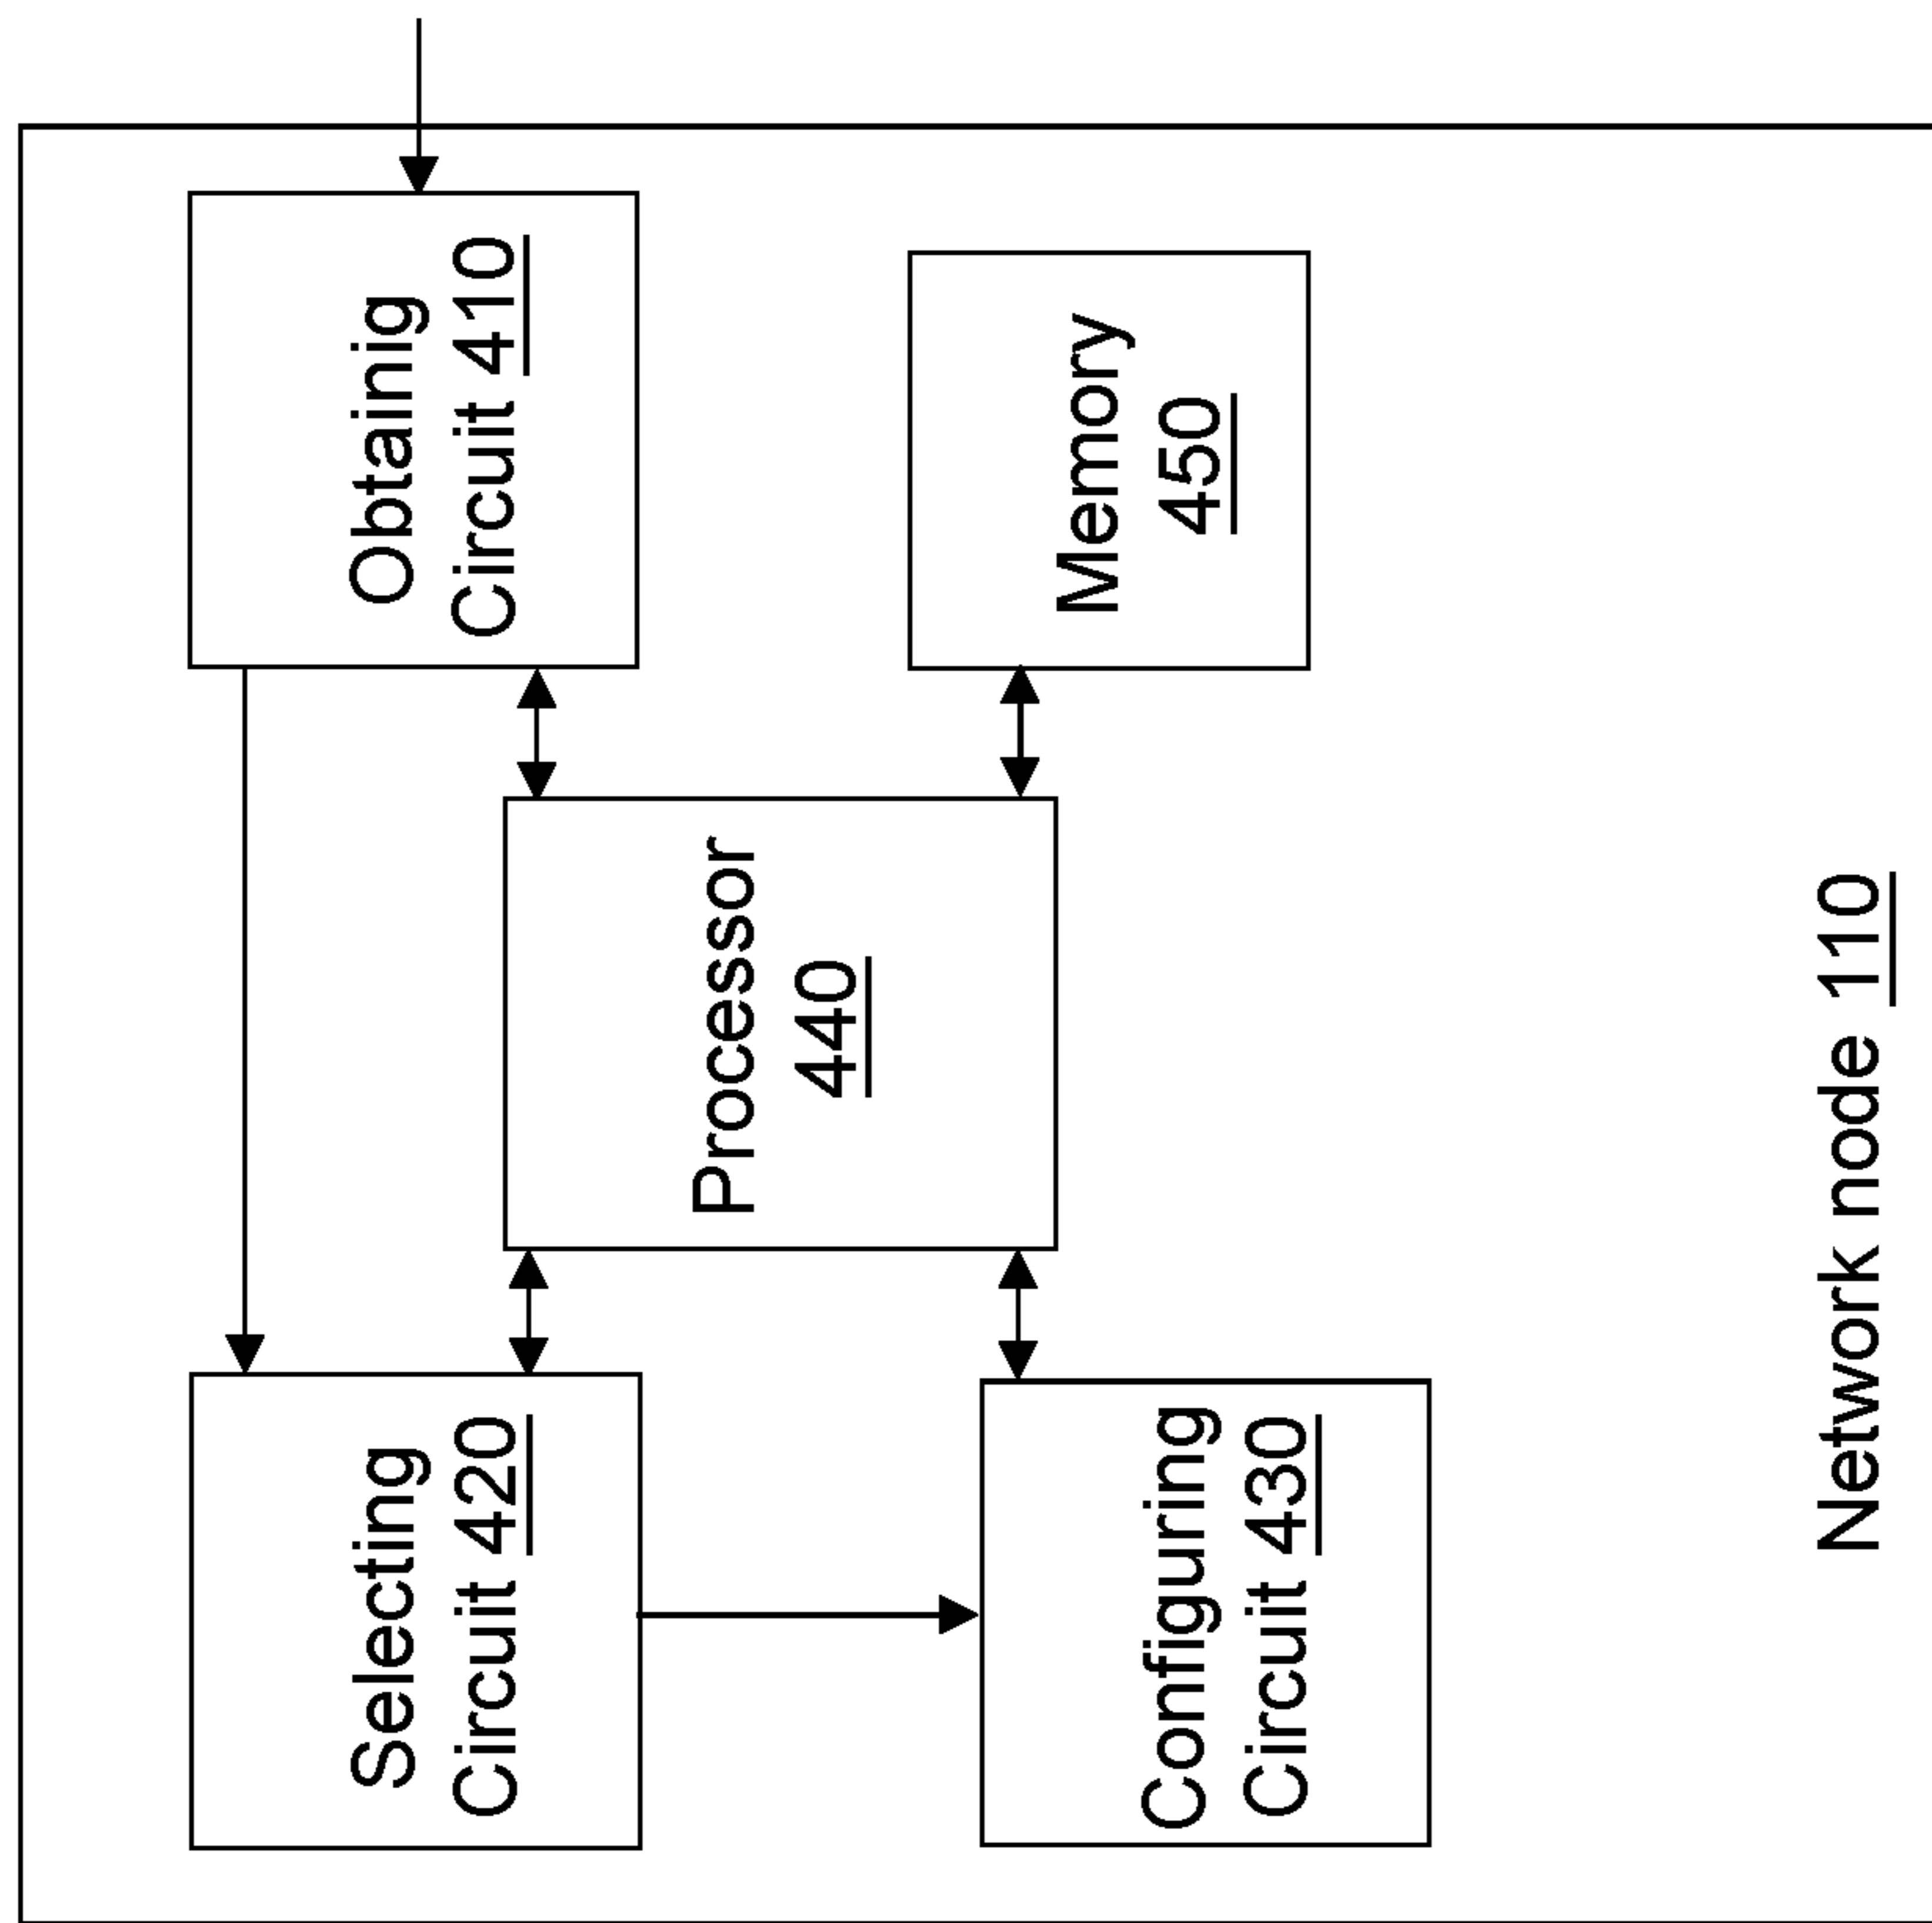 Selecting
Circuit 420
Obtainig
Circuit 410
Processor
440
Configuring
Circuit 430
Memory
450
Network node 110